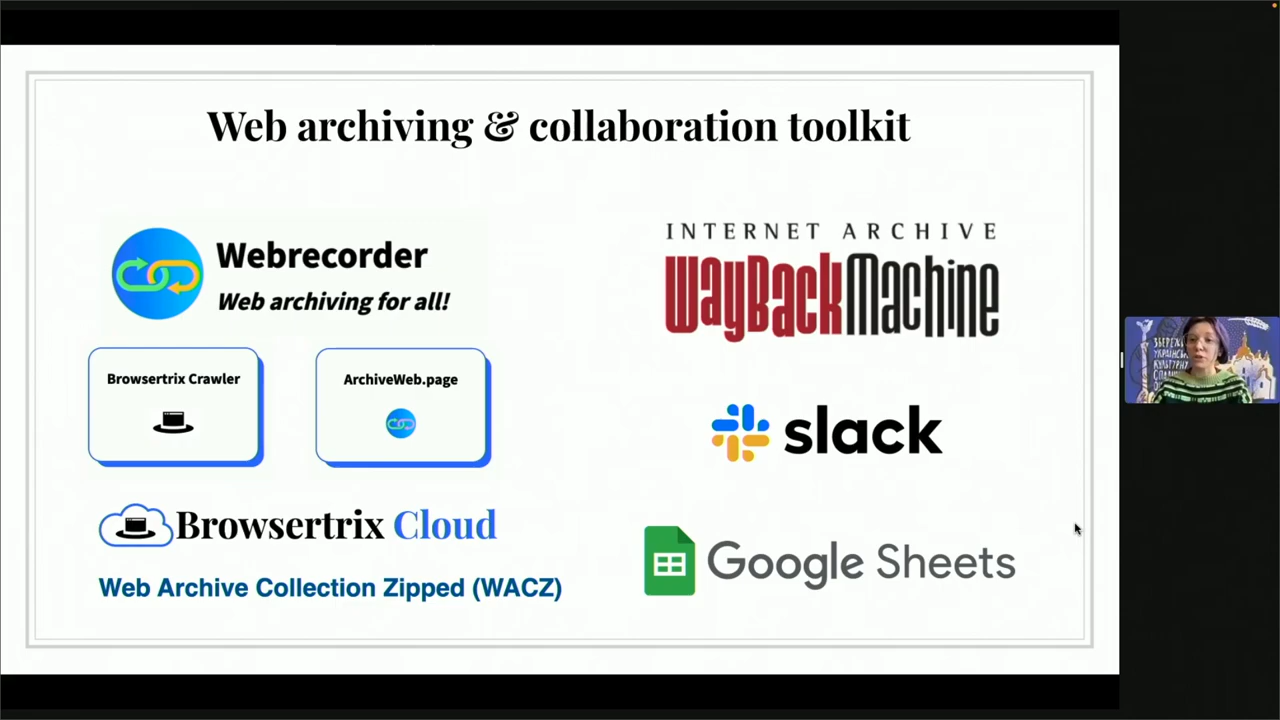 Web archiving & collaboration toolkit
Webrecorder
Web archiving for all!
Browsertrix Crawler
ArchiveWeb.page
Browsertrix Cloud
Web Archive Collection Zipped (WACZ)
INTERNET ARCHIVE
WayBackMachine
slack
Google Sheets